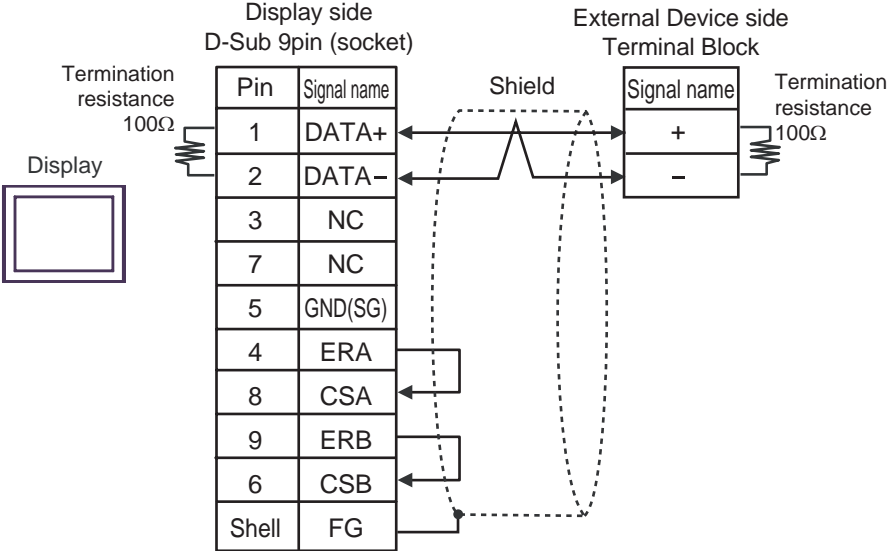 Display side
D-Sub 9pin (socket)
External Device side
Terminal Block
Termination
resistance
100Ω
Display
Pin Signal name
1 DATA+
2 DATA−
3 NC
7 NC
5 GND(SG)
4 ERA
8 CSA
9 ERB
6 CSB
Shell FG
Shield
Signal name
+
−
Termination
resistance
100Ω